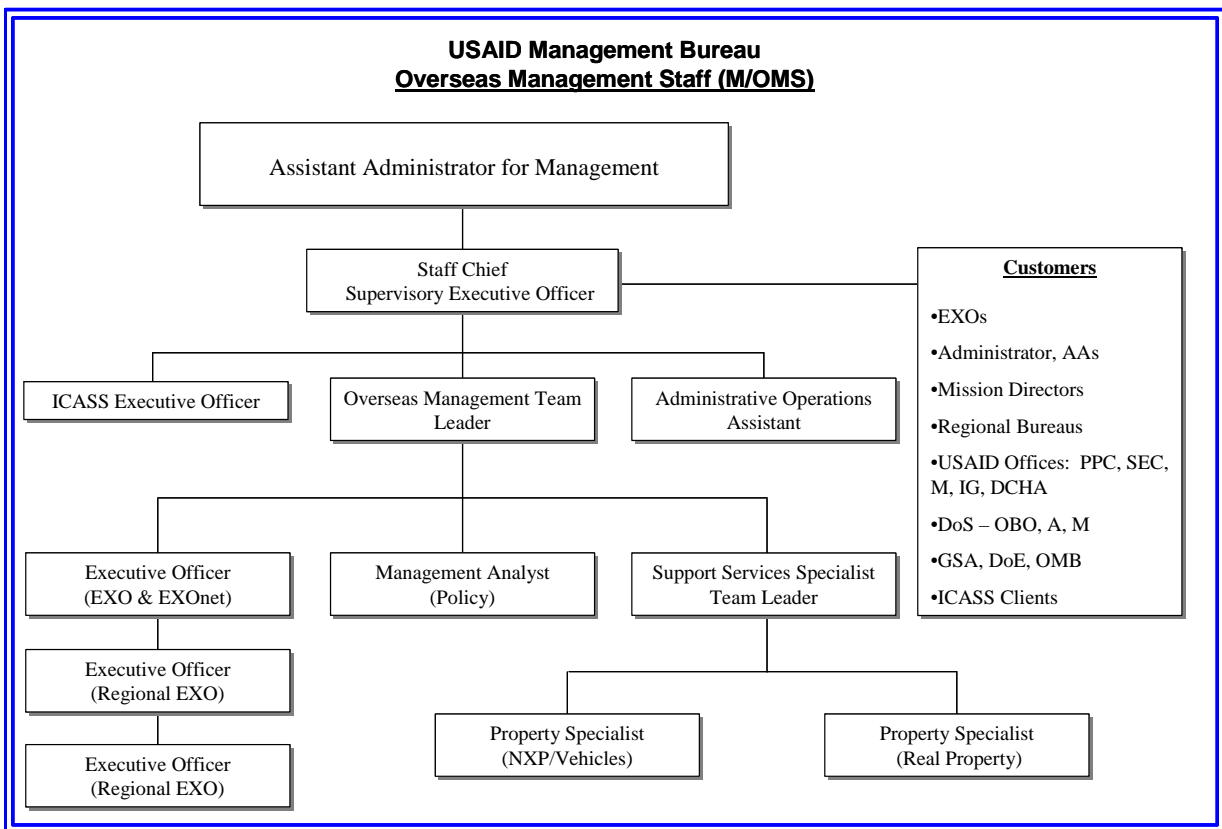 USAID Management Bureau
Overseas Management Staff (M/OMS)
Assistant Administrator for Management
Staff Chief
Supervisory Executive Officer
Customers
•EXOs
•Administrator, AAs
•Mission Directors
•Regional Bureaus
•USAID Offices: PPC, SEC,
M, IG, DCHA
•DoS – OBO, A, M
•GSA, DoE, OMB
•ICASS Clients
ICASS Executive Officer
Overseas Management Team
Leader
Administrative Operations
Assistant
Executive Officer
(EXO & EXOnet)
Management Analyst
(Policy)
Support Services Specialist
Team Leader
Executive Officer
(Regional EXO)
Executive Officer
(Regional EXO)
Property Specialist
(NXP/Vehicles)
Property Specialist
(Real Property)